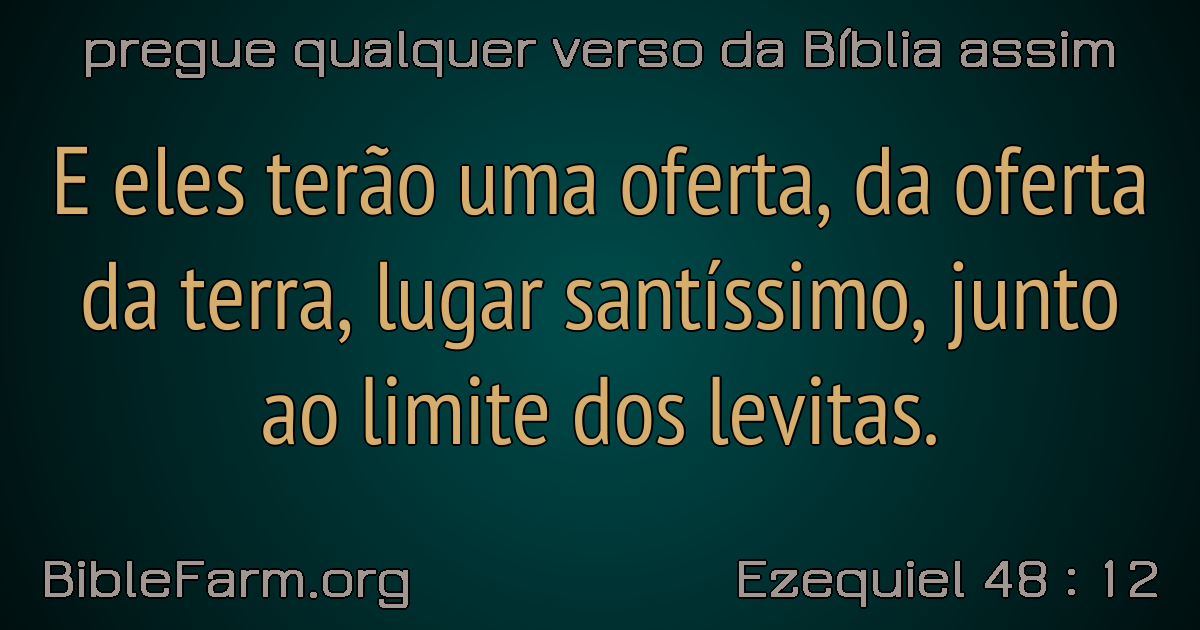 pregue qualquer verso da Bíblia assim
E eles terão uma oferta, da oferta
da terra, lugar santíssimo, junto
ao limite dos levitas.
BibleFarm.org
Ezequiel 48 : 12